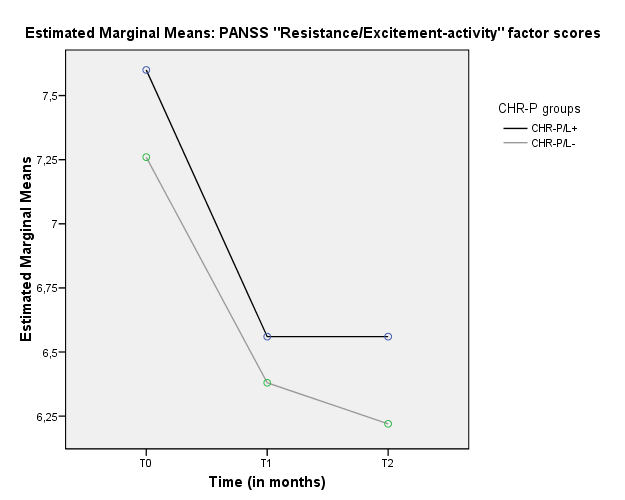 Estimated Marginal Means: PANSS "Resistance/Excitement-activity" factor scores
Estimated Marginal Means
7,5
7,25
7
6,75
6,5
6,25
T0
T1
T2
Time (in months)
CHR-P groups
CHR-P/L+
CHR-P/L-